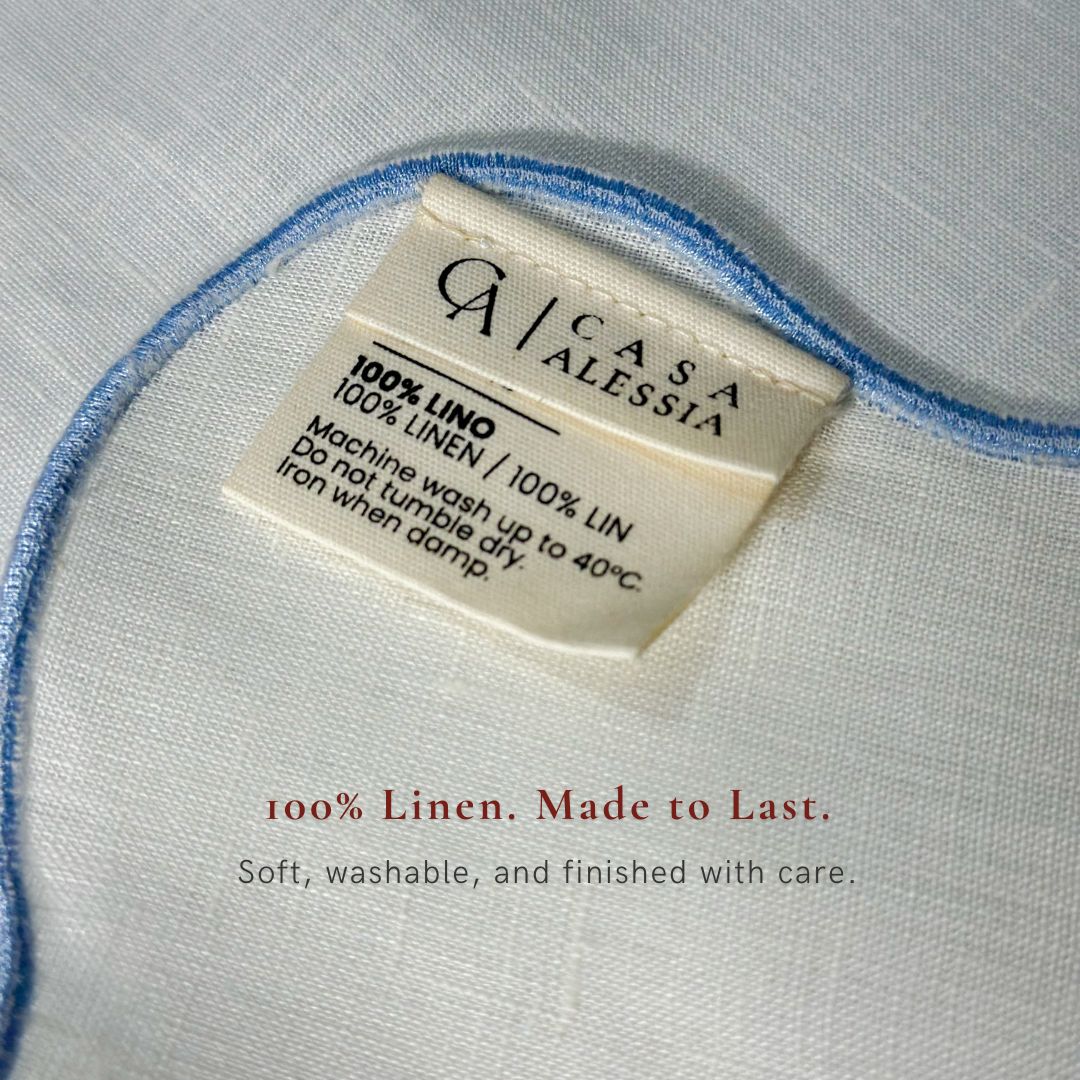 CA | CASA
ALESSIA
100% LINO
100% LINEN / 100% LIN
Machine wash up to 40°C.
Do not tumble dry.
Iron when damp.
100% Linen. Made to Last.
Soft, washable, and finished with care.